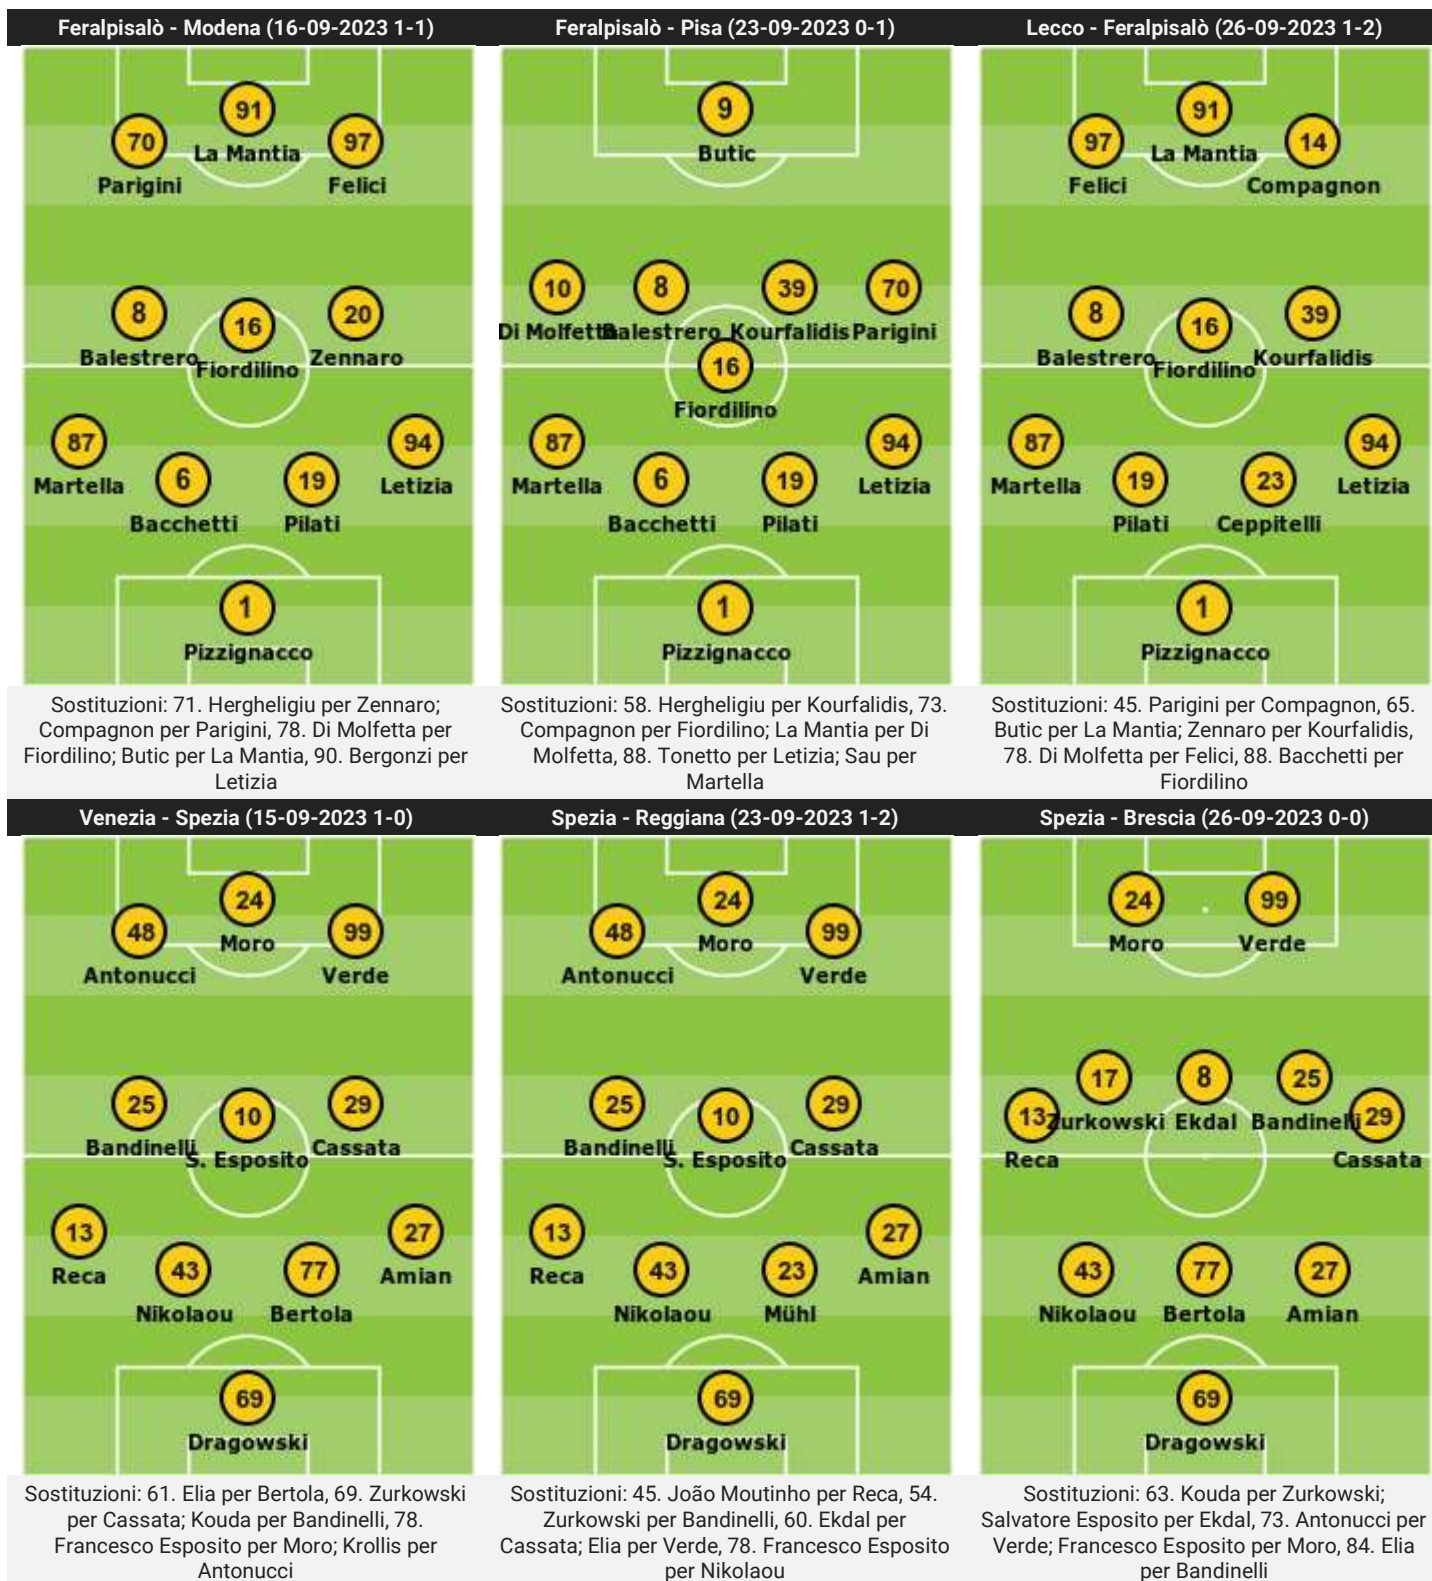 Feralpisalò - Modena (16-09-2023 1-1)
91
La Mantia
70
Parigini
97
Felici
8
Balestrero
16
Fiordilino
20
Zennaro
87
Martella
6
Bacchetti
19
Pilati
94
Letizia
1
Pizzignacco
Sostituzioni: 71. Hergheligiu per Zennaro;
Compagnon per Parigini, 78. Di Molfetta per
Fiordilino; Butic per La Mantia, 90. Bergonzi per
Letizia
Feralpisalò - Pisa (23-09-2023 0-1)
9
Butic
10
Di Molfetta
8
Balestrero
39
Kourfalidis
70
Parigini
16
Fiordilino
87
Martella
6
Bacchetti
19
Pilati
94
Letizia
1
Pizzignacco
Sostituzioni: 58. Hergheligiu per Kourfalidis, 73.
Compagnon per Fiordilino; La Mantia per Di
Molfetta, 88. Tonetto per Letizia; Sau per
Martella
Lecco - Feralpisalò (26-09-2023 1-2)
91
La Mantia
97
Felici
14
Compagnon
8
Balestrero
16
Fiordilino
39
Kourfalidis
87
Martella
19
Pilati
23
Ceppitelli
94
Letizia
1
Pizzignacco
Sostituzioni: 45. Parigini per Compagnon, 65.
Butic per La Mantia; Zennaro per Kourfalidis,
78. Di Molfetta per Felici, 88. Bacchetti per
Fiordilino
Venezia - Spezia (15-09-2023 1-0)
24
Moro
48
Antonucci
99
Verde
25
Bandinelli
10
S. Esposito
29
Cassata
13
Reca
43
Nikolaou
77
Bertola
27
Amian
69
Dragowski
Sostituzioni: 61. Elia per Bertola, 69. Zurkowski
per Cassata; Kouda per Bandinelli, 78.
Francesco Esposito per Moro; Krollis per
Antonucci
Spezia - Reggiana (23-09-2023 1-2)
24
Moro
48
Antonucci
99
Verde
25
Bandinelli
10
S. Esposito
29
Cassata
13
Reca
43
Nikolaou
23
Mühl
27
Amian
69
Dragowski
Sostituzioni: 45. João Moutinho per Reca, 54.
Zurkowski per Bandinelli, 60. Ekdal per
Cassata; Elia per Verde, 78. Francesco Esposito
per Nikolaou
Spezia - Brescia (26-09-2023 0-0)
24
Moro
99
Verde
17
Zurkowski
8
Ekdal
25
Bandinelli
13
Reca
29
Cassata
43
Nikolaou
77
Bertola
27
Amian
69
Dragowski
Sostituzioni: 63. Kouda per Zurkowski;
Salvatore Esposito per Ekdal, 73. Antonucci per
Verde; Francesco Esposito per Moro, 84. Elia
per Bandinelli